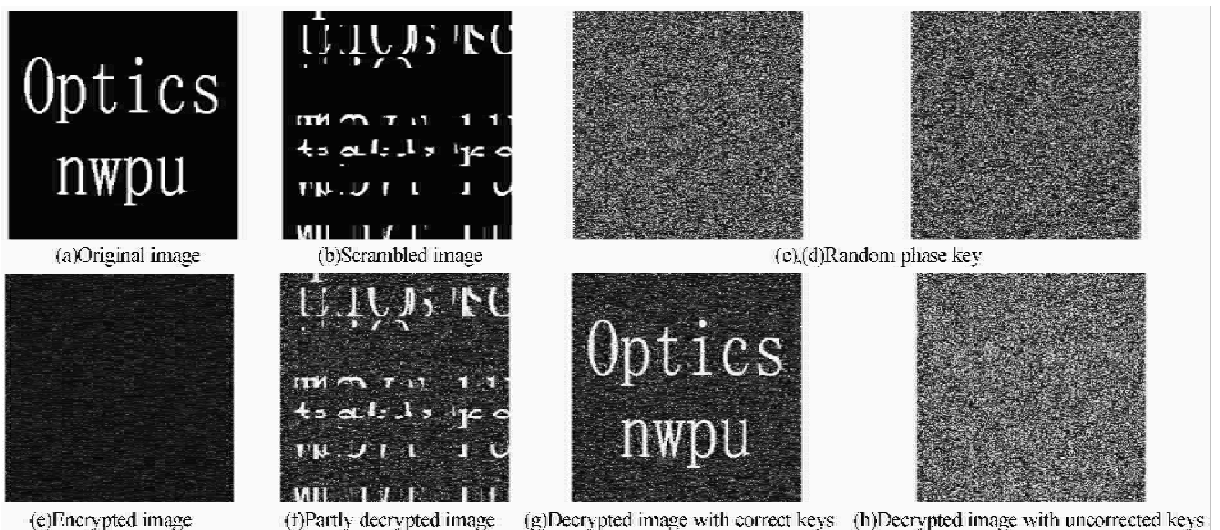 Optics
nwpu
(a)Original image
(b)Scrambled image
(c),(d)Random phase key
Optics
nwpu
(e)Encrypted image
(f)Partly decrypted image
(g)Decrypted image with correct keys
(h)Decrypted image with uncorrected keys